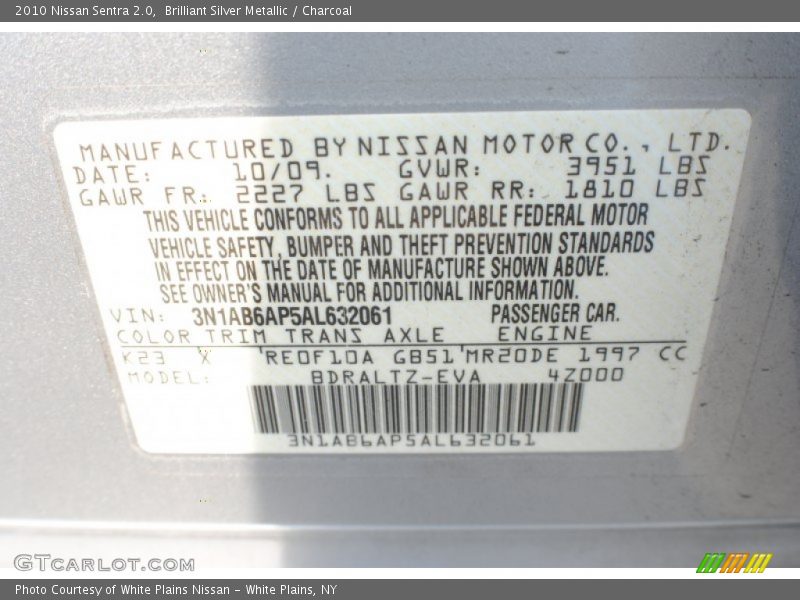 2010 Nissan Sentra 2.0,  Brilliant Silver Metallic / Charcoal
MANUFACTURED BY NISSAN MOTOR CO., LTD.
DATE: 10/09. GVWR: 3951 LBS
GAWR FR: 2227 LBS GAWR RR: 1810 LBS
THIS VEHICLE CONFORMS TO ALL APPLICABLE FEDERAL MOTOR
VEHICLE SAFETY, BUMPER AND THEFT PREVENTION STANDARDS
IN EFFECT ON THE DATE OF MANUFACTURE SHOWN ABOVE.
SEE OWNER'S MANUAL FOR ADDITIONAL INFORMATION.
VIN: 3N1AB6AP5AL632061 PASSENGER CAR.
COLOR TRIM TRANS AXLE ENGINE
K23 X RE0F10A GB51 MR20DE 1997 CC
MODEL: BDRALTZ-EVA 4Z000
3N1AB6AP5AL632061
GTCARLOT.COM
Photo Courtesy of White Plains Nissan - White Plains, NY